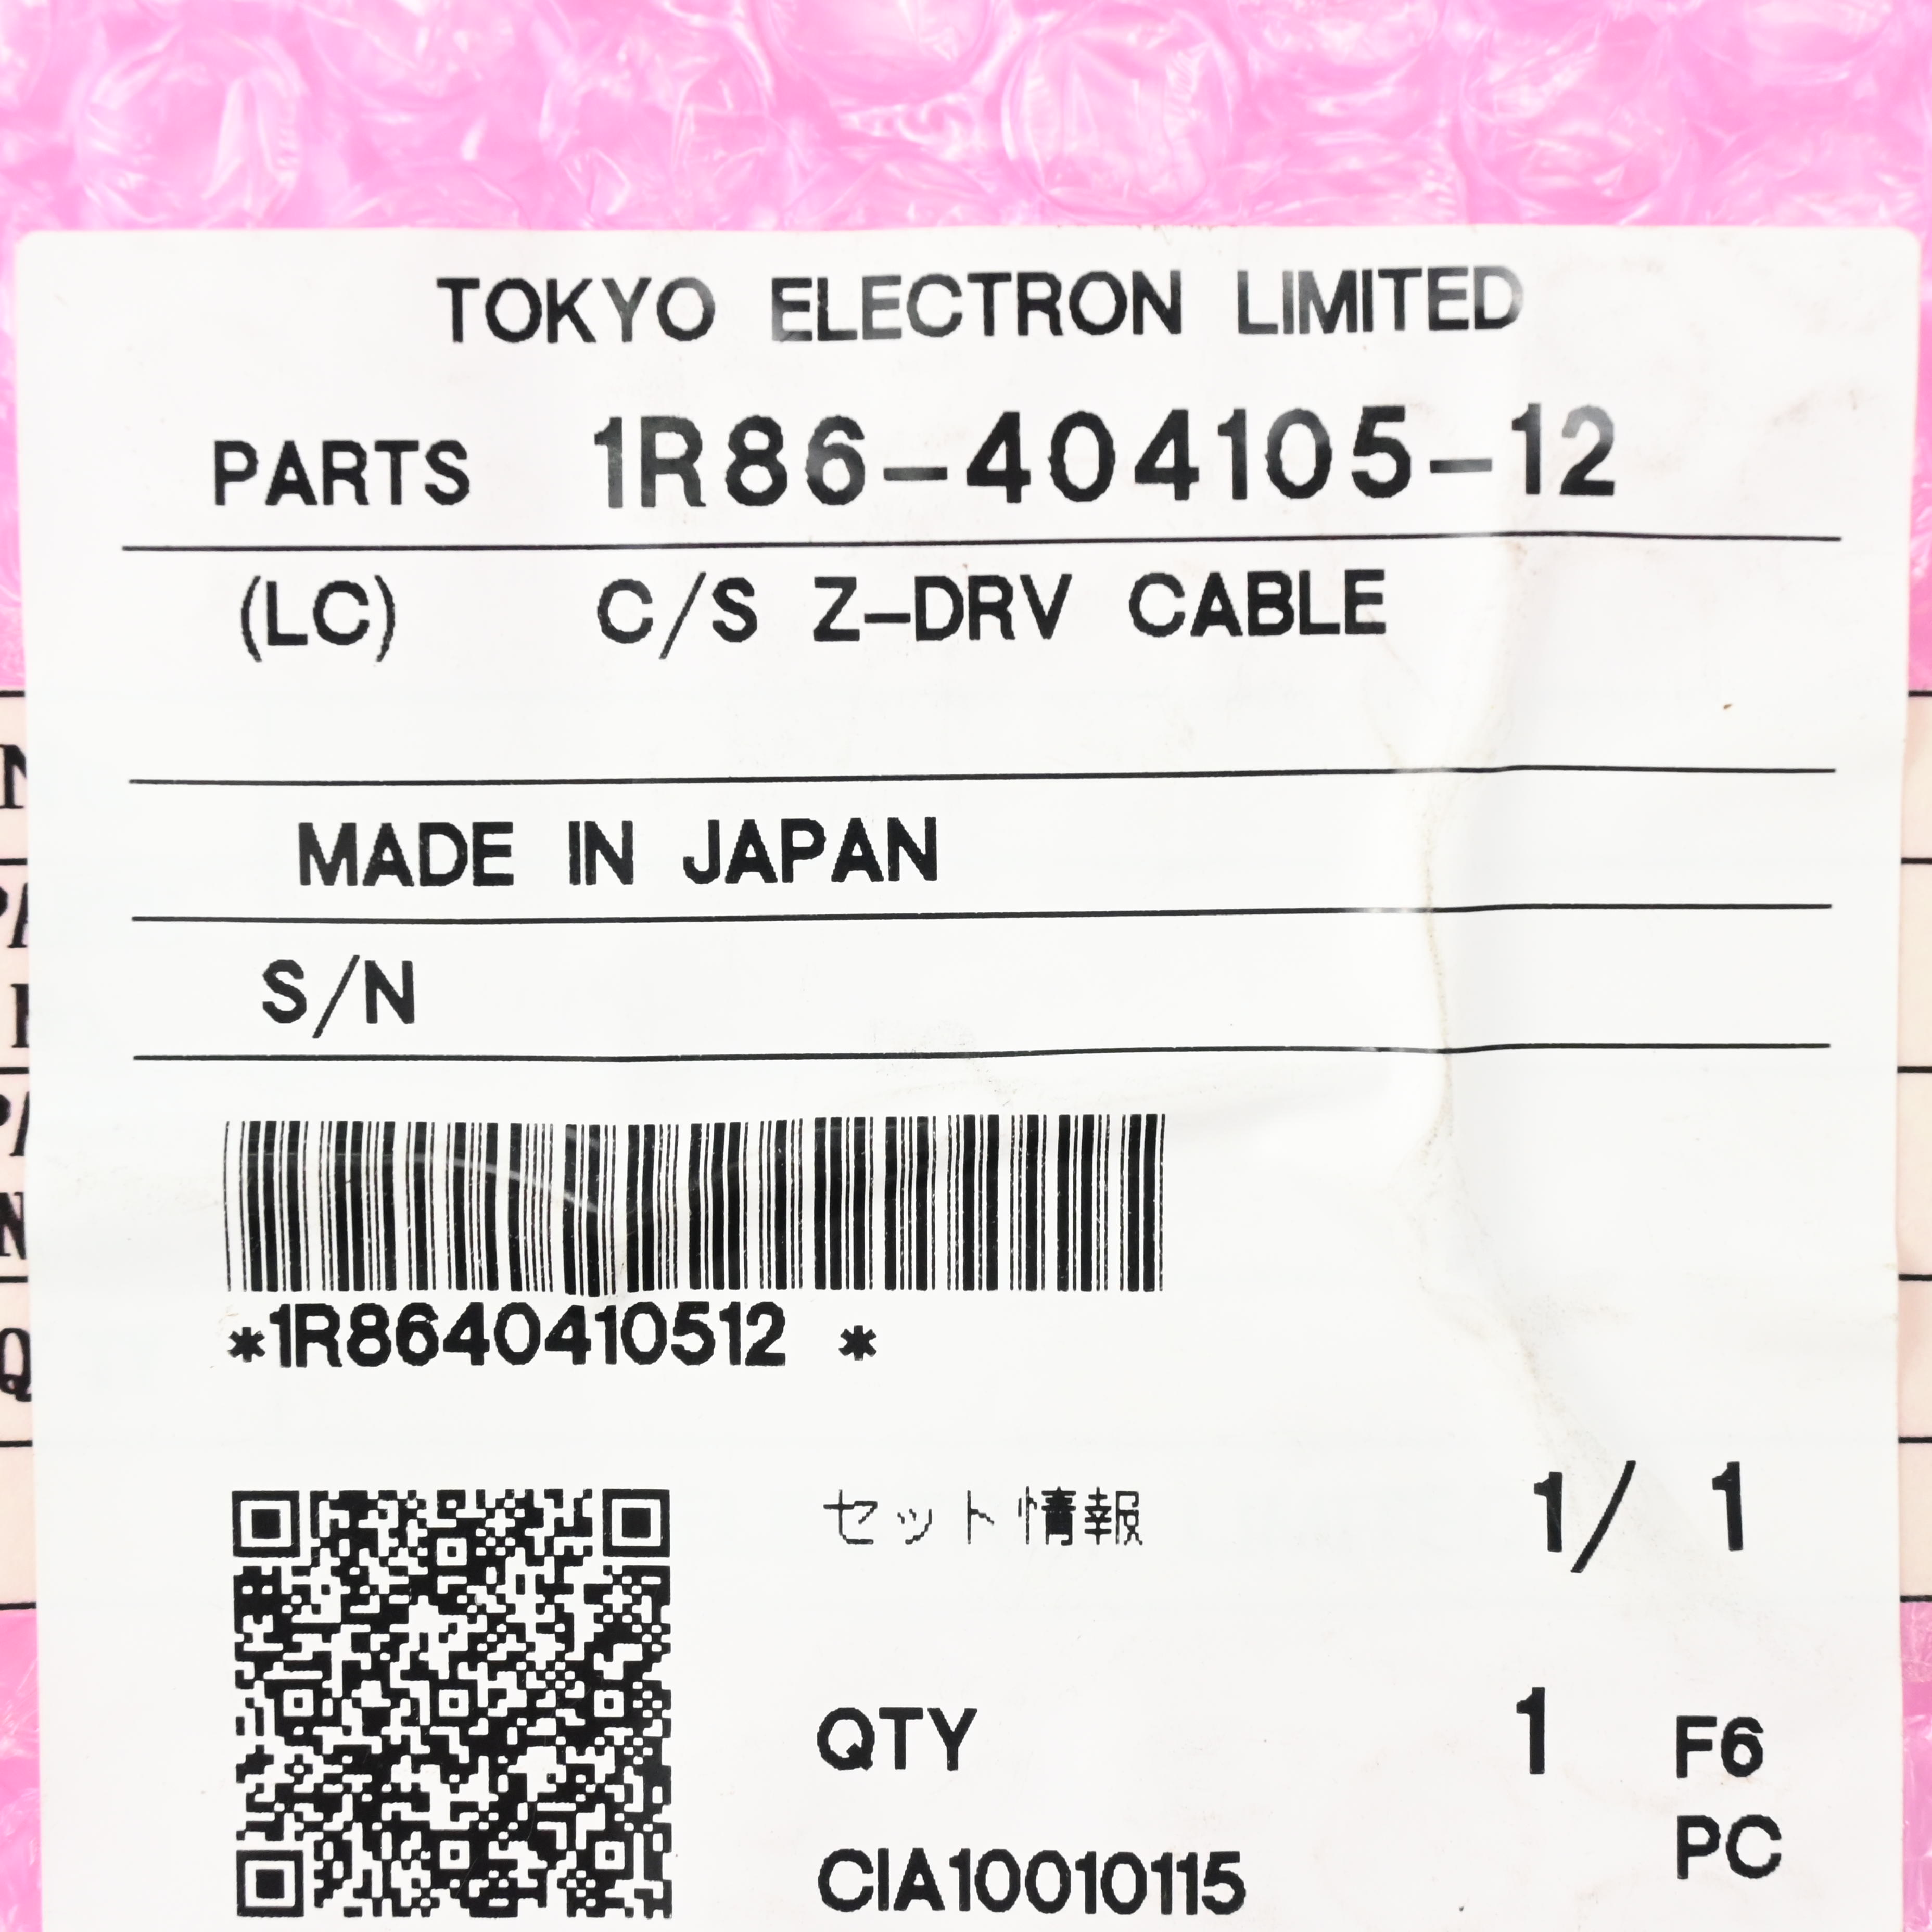 TOKYO ELECTRON LIMITED
PARTS 1R86-404105-12
(LC) C/S Z-DRV CABLE
MADE IN JAPAN
S/N
*1R8640410512 *
セット情報 1/ 1
QTY 1 F6
PC
CIA10010115